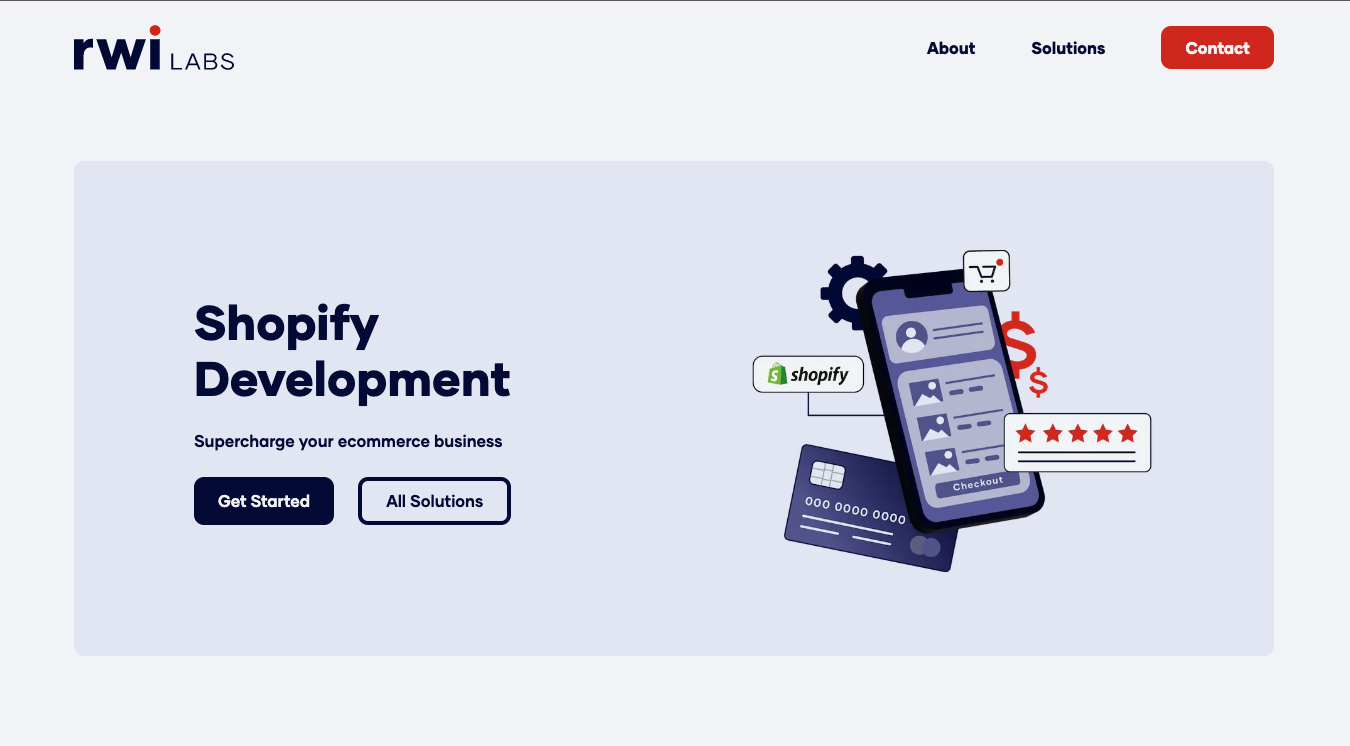 rwi LABS
About
Solutions
Contact
Shopify
Development
Supercharge your ecommerce business
Get Started
All Solutions
shopify
000 0000 0000
Checkout